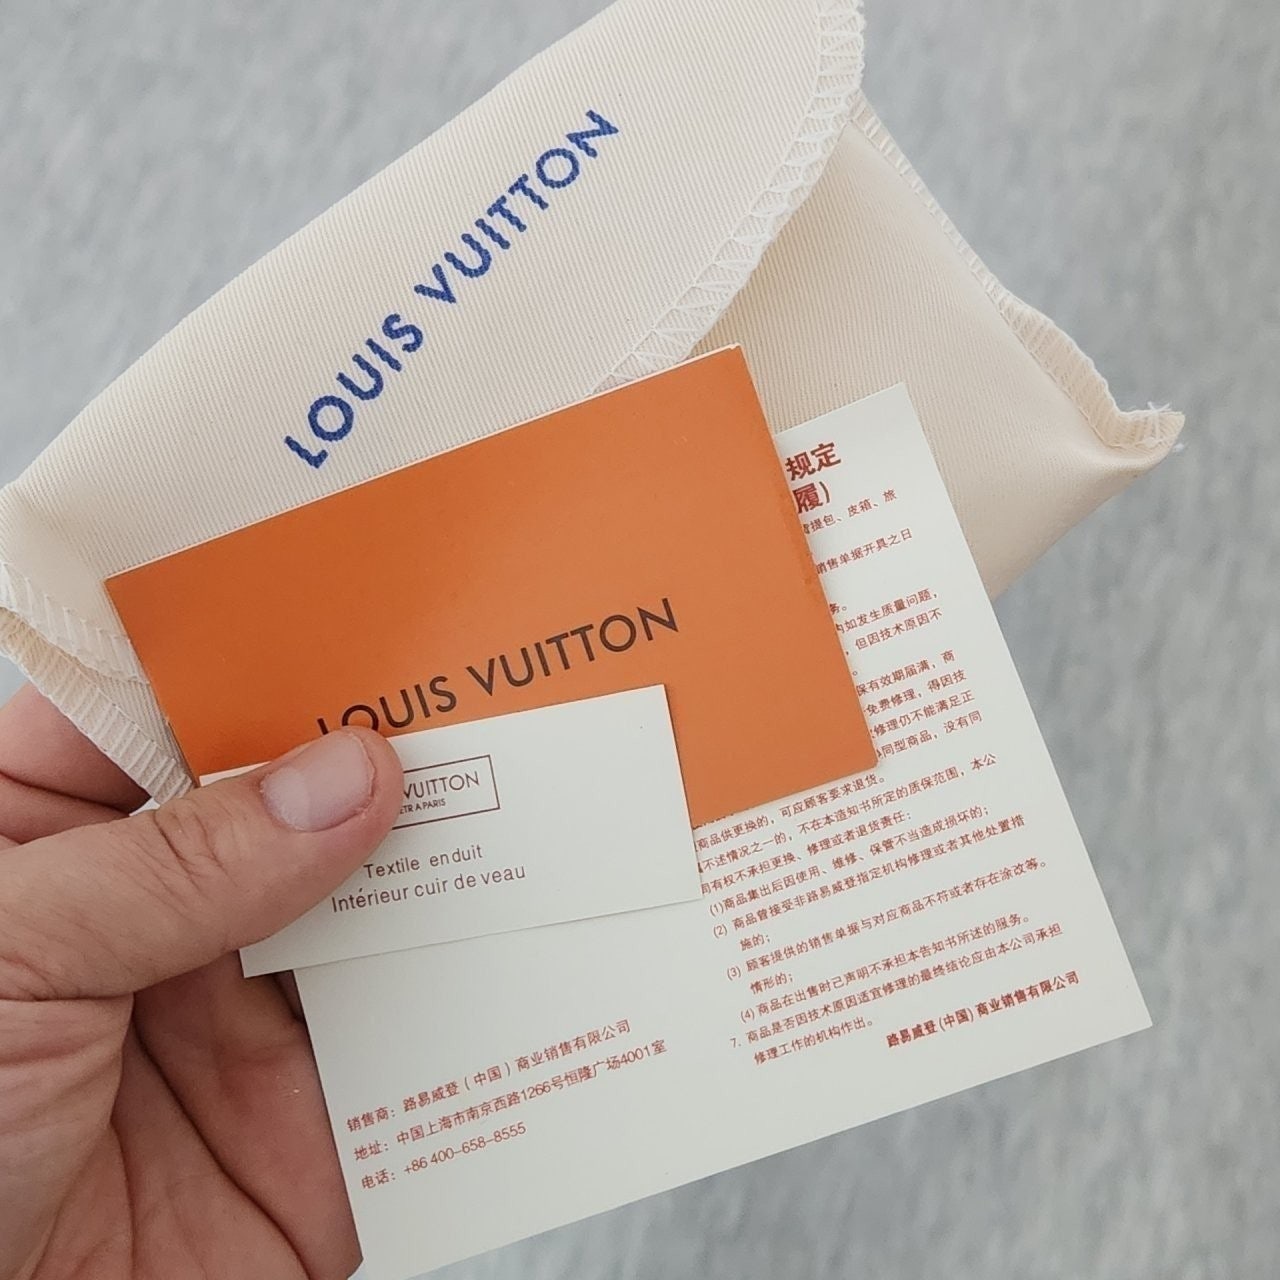 LOUIS VUITTON
LOUIS VUITTON
VUITTON
ETR A PARIS
Textile enduit
Intérieur cuir de veau
规定
履)
提包、皮箱、旅
销售单据开具之日
务。
内如发生质量问题，
，但因技术原因不
。
保有效期届满，商
免费修理，得因技
修理仍不能满足正
同型商品，没有同
商品供更换的，可应顾客要求退货。
不述情况之一的，不在本造知书所定的质保范围，本公
司有权不承担更换、修理或者退货责任：
(1)商品集出后因使用、维修、保管不当造成损坏的；
(2) 商品曾接受非路易威登指定机构修理或者其他处置措
施的；
(3) 顾客提供的销售单据与对应商品不符或者存在涂改等。
情形的；
(4) 商品在出售时己声明不承担本告知书所述的服务。
7. 商品是否因技术原因适宜修理的最终结论应由本公司承担
修理工作的机构作出。
路易威登(中国)商业销售有限公司
销售商：路易威登（中国）商业销售有限公司
地址：中国上海市南京西路1266号恒隆广场4001室
电话：+86 400-658-8555